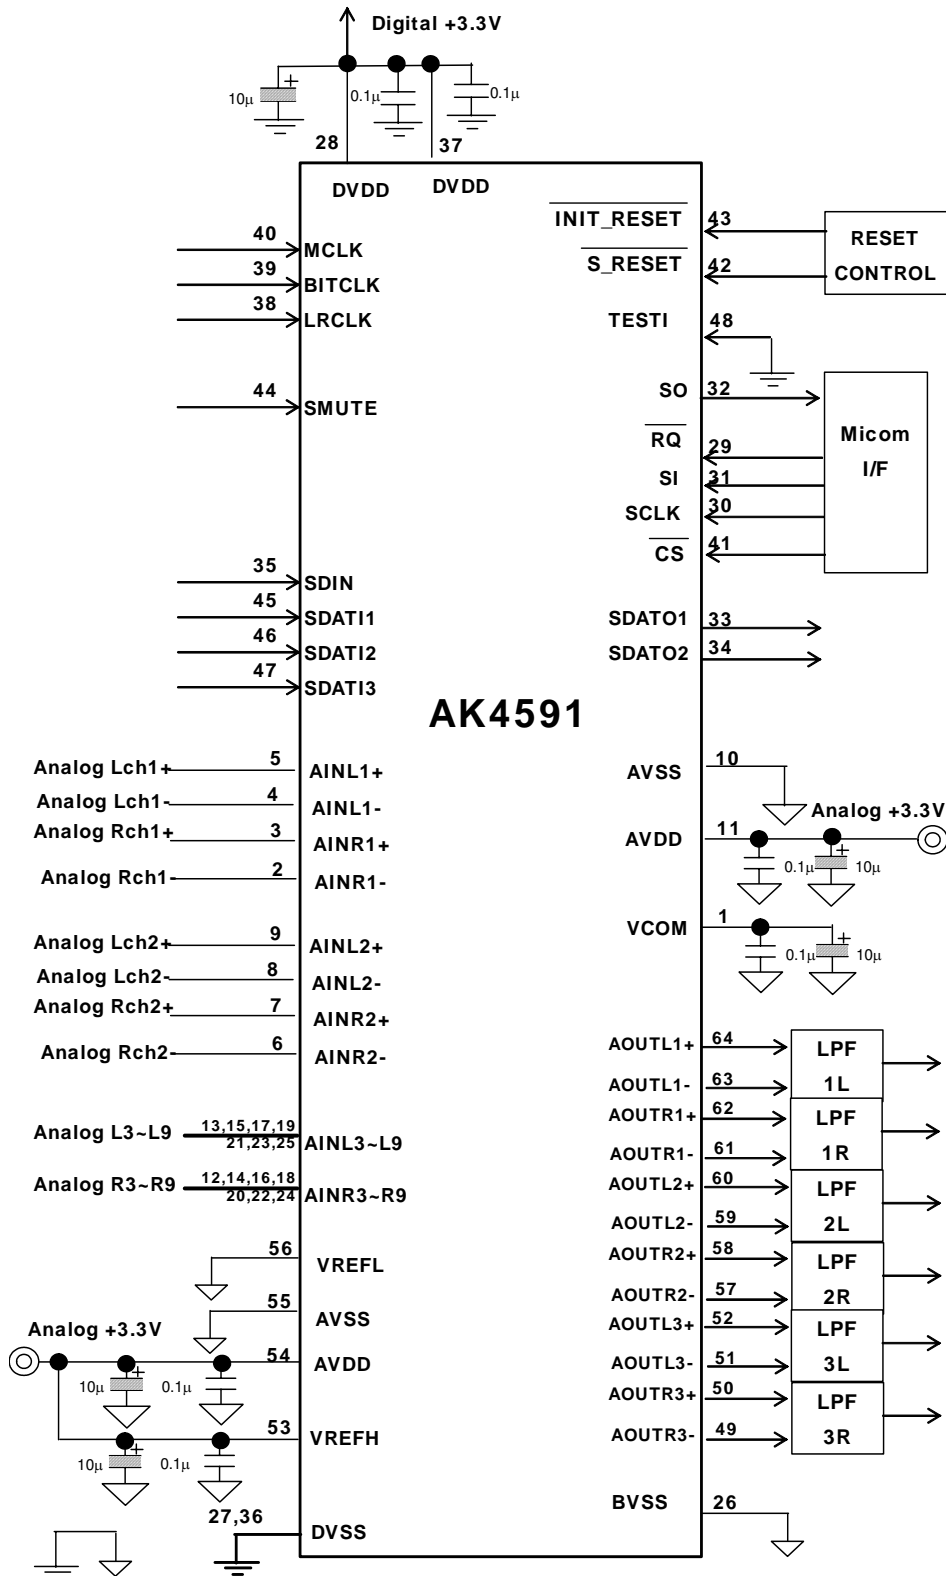 Digital +3.3V
10μ
+
0.1μ
0.1μ
28
37
DVDD
DVDD
40
MCLK
39
BITCLK
38
LRCLK
44
SMUTE
35
SDIN
45
SDATI1
46
SDATI2
47
SDATI3
INIT_RESET
43
S_RESET
42
RESET
CONTROL
TESTI
48
SO
32
RQ
29
SI
31
SCLK
30
CS
41
Micom
I/F
SDATO1
33
SDATO2
34
AK4591
Analog Lch1+
5
AINL1+
Analog Lch1-
4
AINL1-
Analog Rch1+
3
AINR1+
Analog Rch1-
2
AINR1-
Analog Lch2+
9
AINL2+
Analog Lch2-
8
AINL2-
Analog Rch2+
7
AINR2+
Analog Rch2-
6
AINR2-
Analog L3~L9
13,15,17,19
21,23,25
AINL3~L9
Analog R3~R9
12,14,16,18
20,22,24
AINR3~R9
56
VREFL
55
AVSS
Analog +3.3V
54
AVDD
10μ
+
0.1μ
53
VREFH
10μ
+
0.1μ
27,36
DVSS
AVSS
10
Analog +3.3V
AVDD
11
0.1μ
+
10μ
VCOM
1
0.1μ
+
10μ
AOUTL1+
64
AOUTL1-
63
LPF
1L
AOUTR1+
62
AOUTR1-
61
LPF
1R
AOUTL2+
60
AOUTL2-
59
LPF
2L
AOUTR2+
58
AOUTR2-
57
LPF
2R
AOUTL3+
52
AOUTL3-
51
LPF
3L
AOUTR3+
50
AOUTR3-
49
LPF
3R
BVSS
26